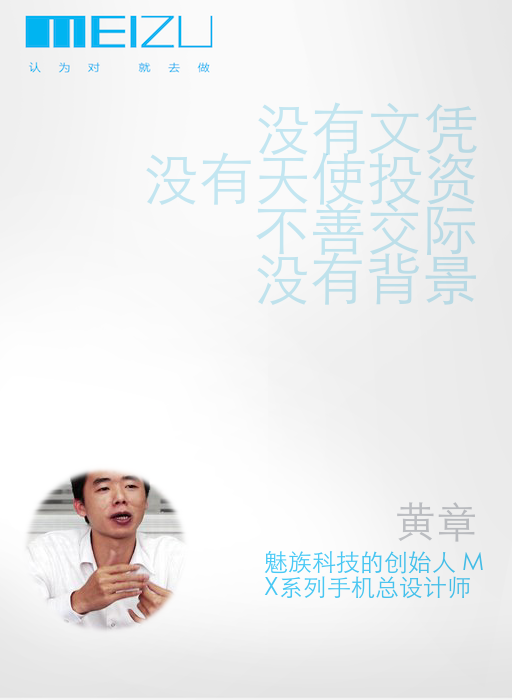 MEIZU
认为对 就去做
没有文凭
没有天使投资
不善交际
没有背景
黄章
魅族科技的创始人 M
X系列手机总设计师